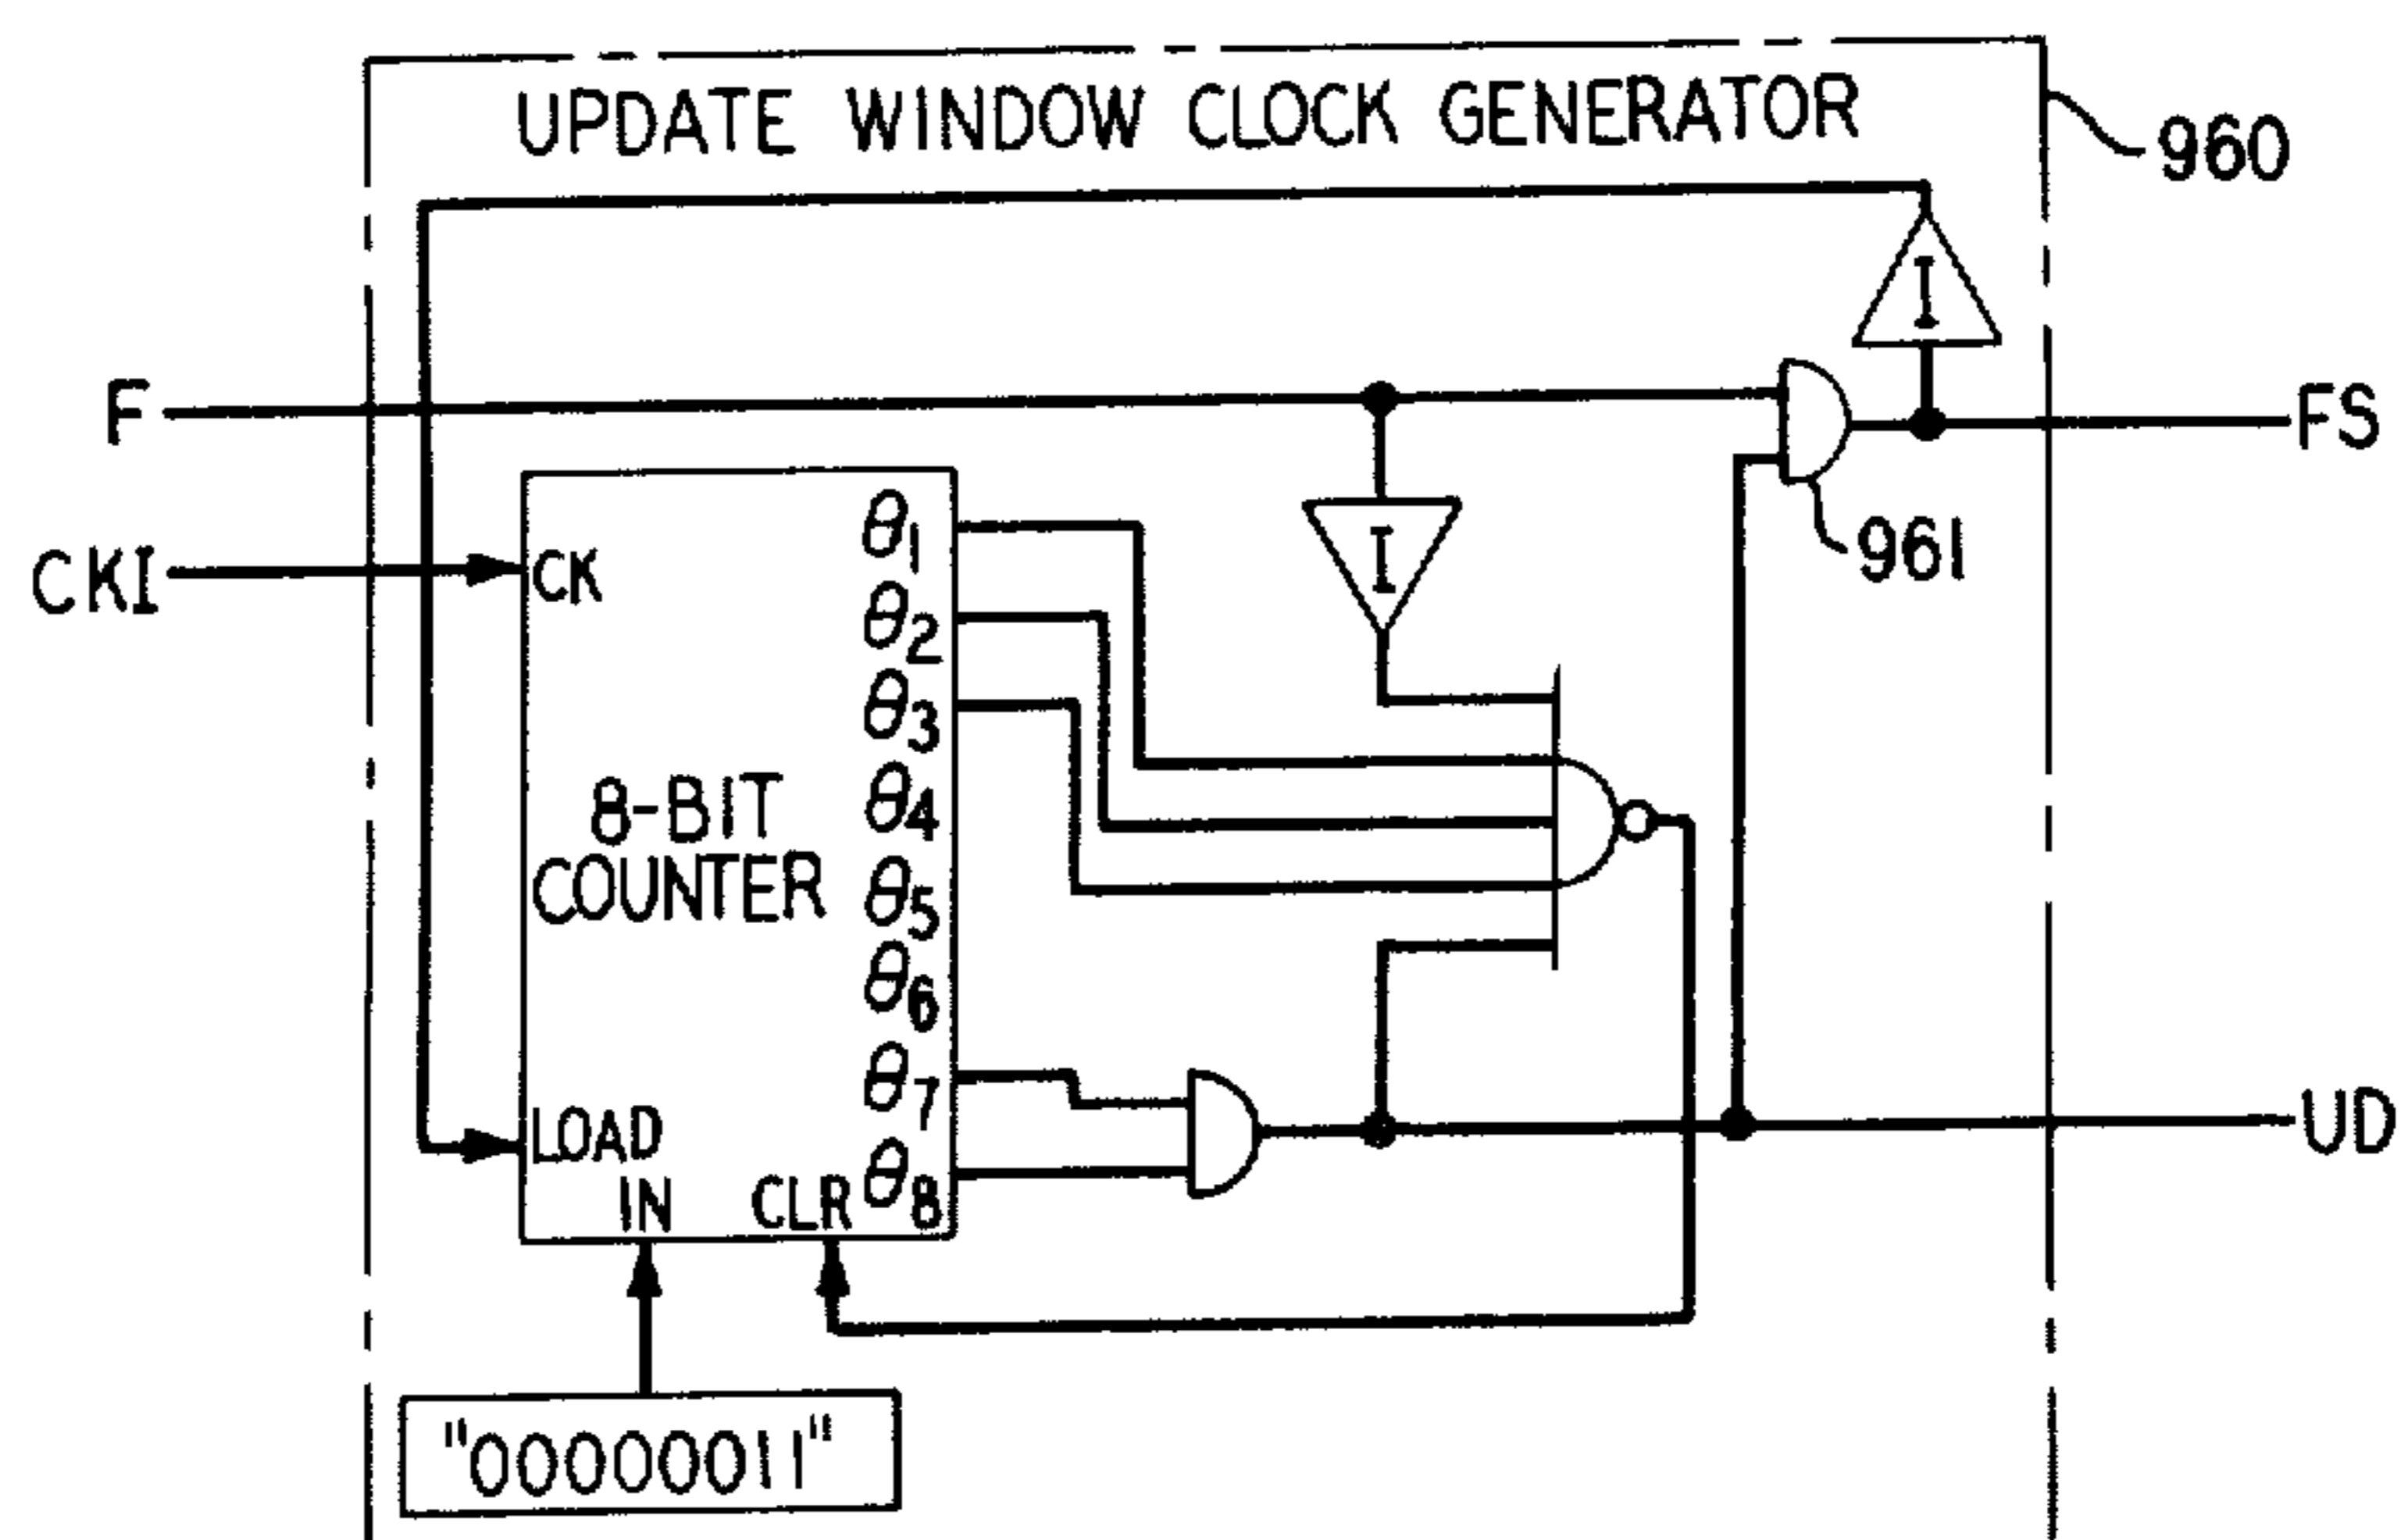 UPDATE WINDOW CLOCK GENERATOR
960
I
F
FS
961
CKI
CK
I
θ1
θ2
θ3
θ4
8-BIT
COUNTER
θ5
θ6
θ7
θ8
LOAD
IN
CLR
UD
"00000011"